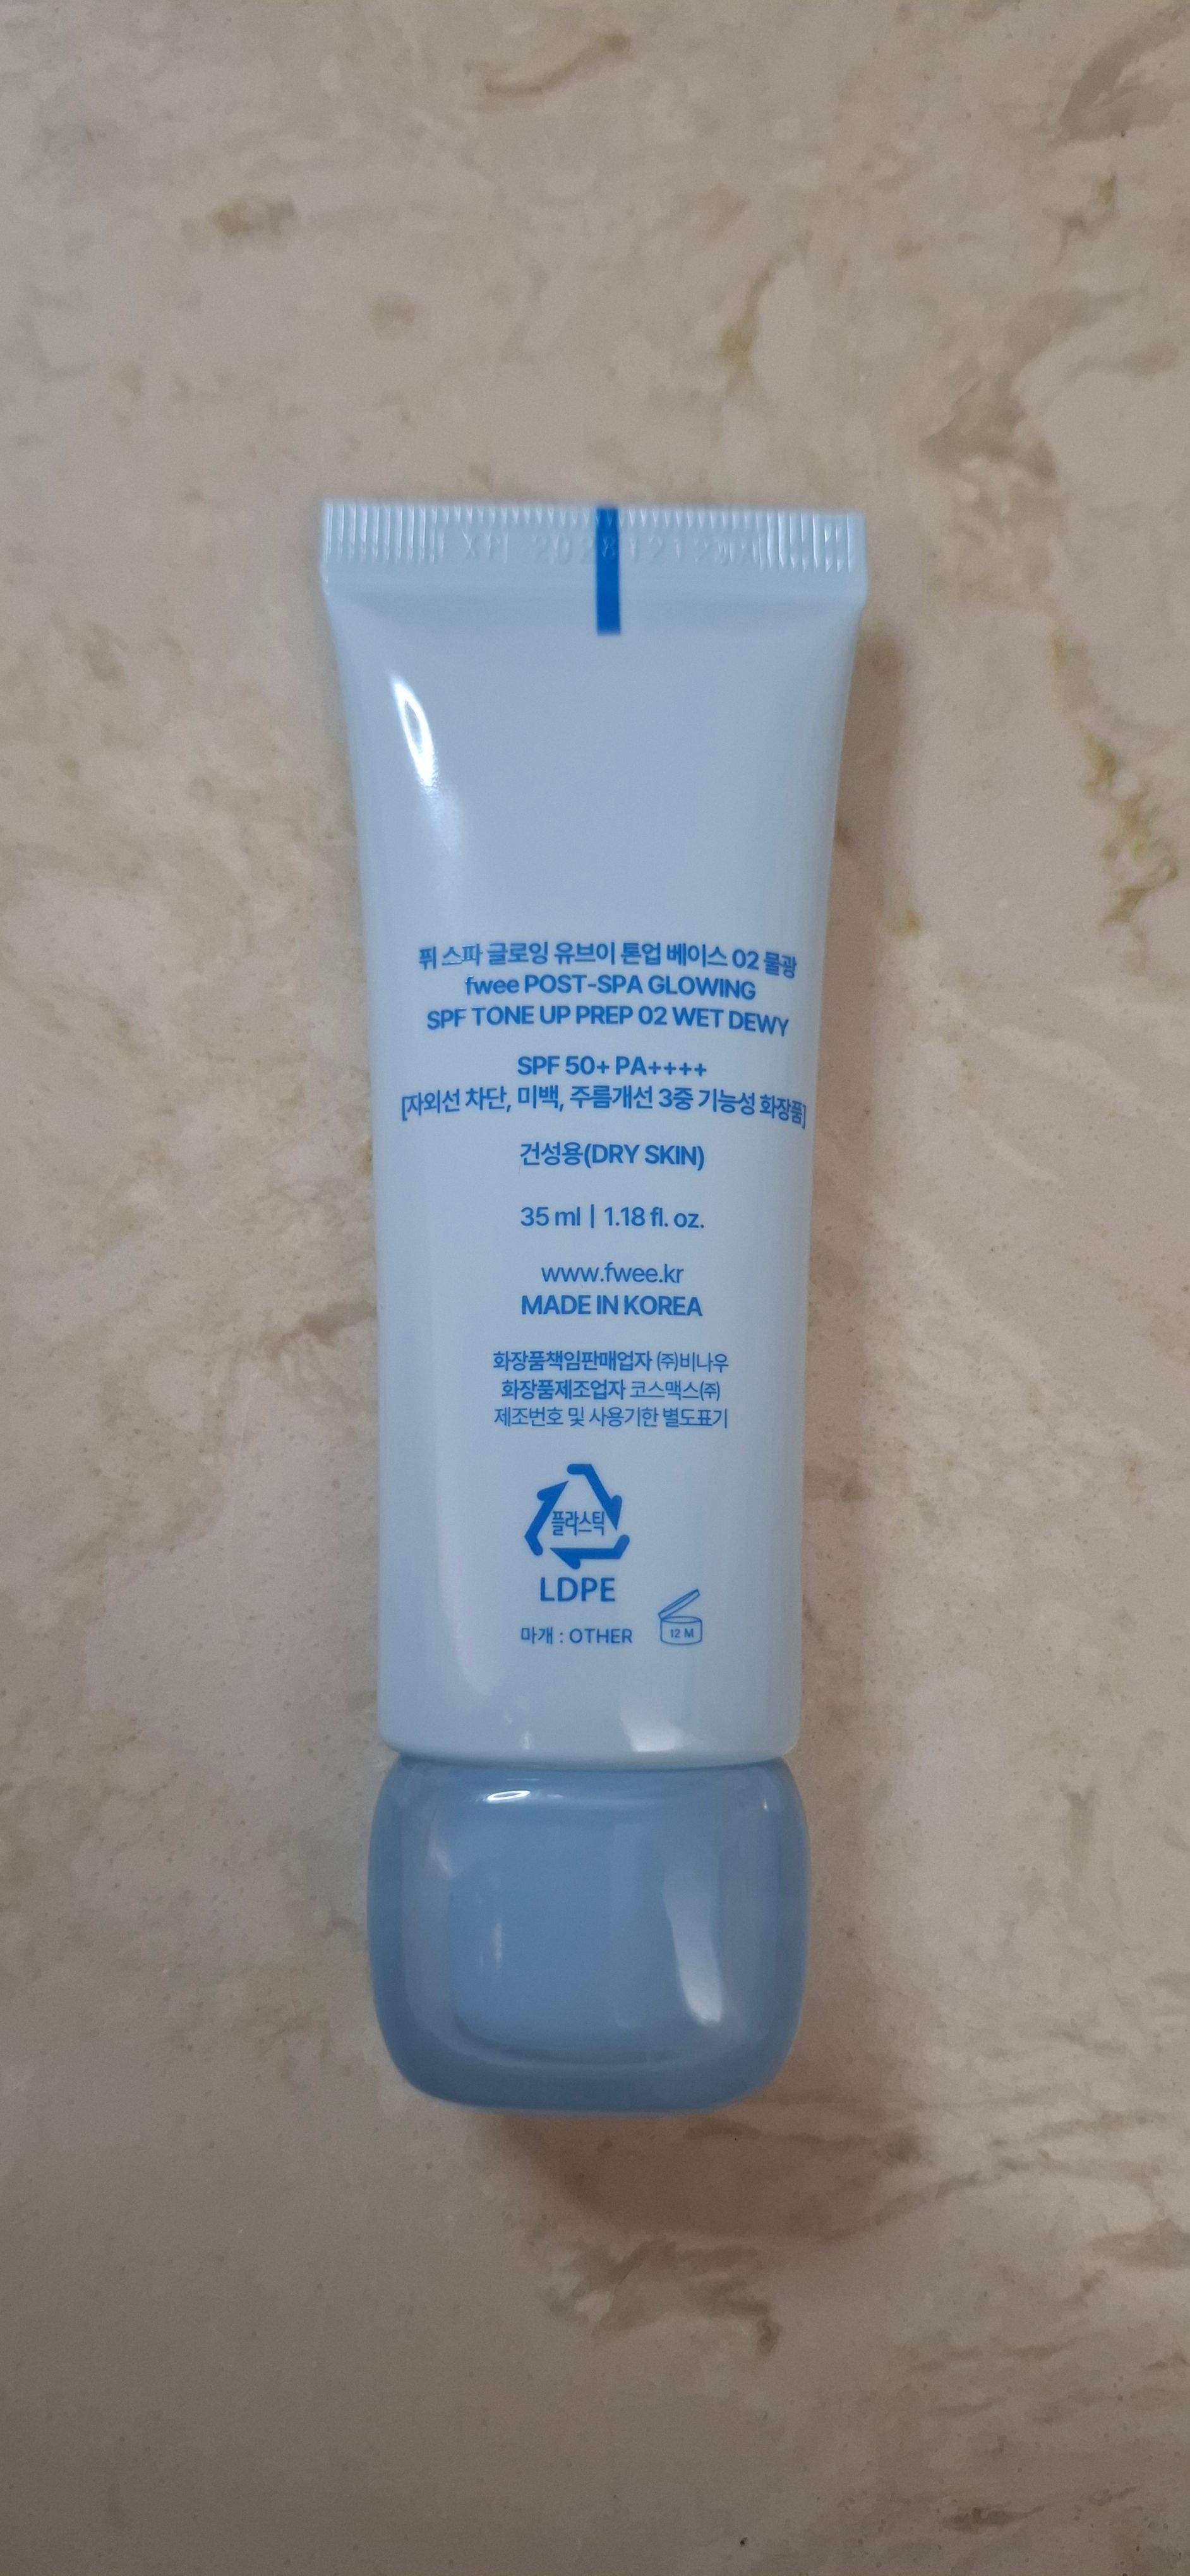 퓌 스파 글로잉 유브이 톤업 베이스 02 물광
fwee POST-SPA GLOWING
SPF TONE UP PREP 02 WET DEWY
SPF 50+ PA++++
[자외선 차단, 미백, 주름개선 3중 기능성 화장품]
건성용(DRY SKIN)
35 ml | 1.18 fl. oz.
www.fwee.kr
MADE IN KOREA
화장품책임판매업자 ㈜비나우
화장품제조업자 코스맥스㈜
제조번호 및 사용기한 별도표기
플라스틱
LDPE
마개 : OTHER
12 M